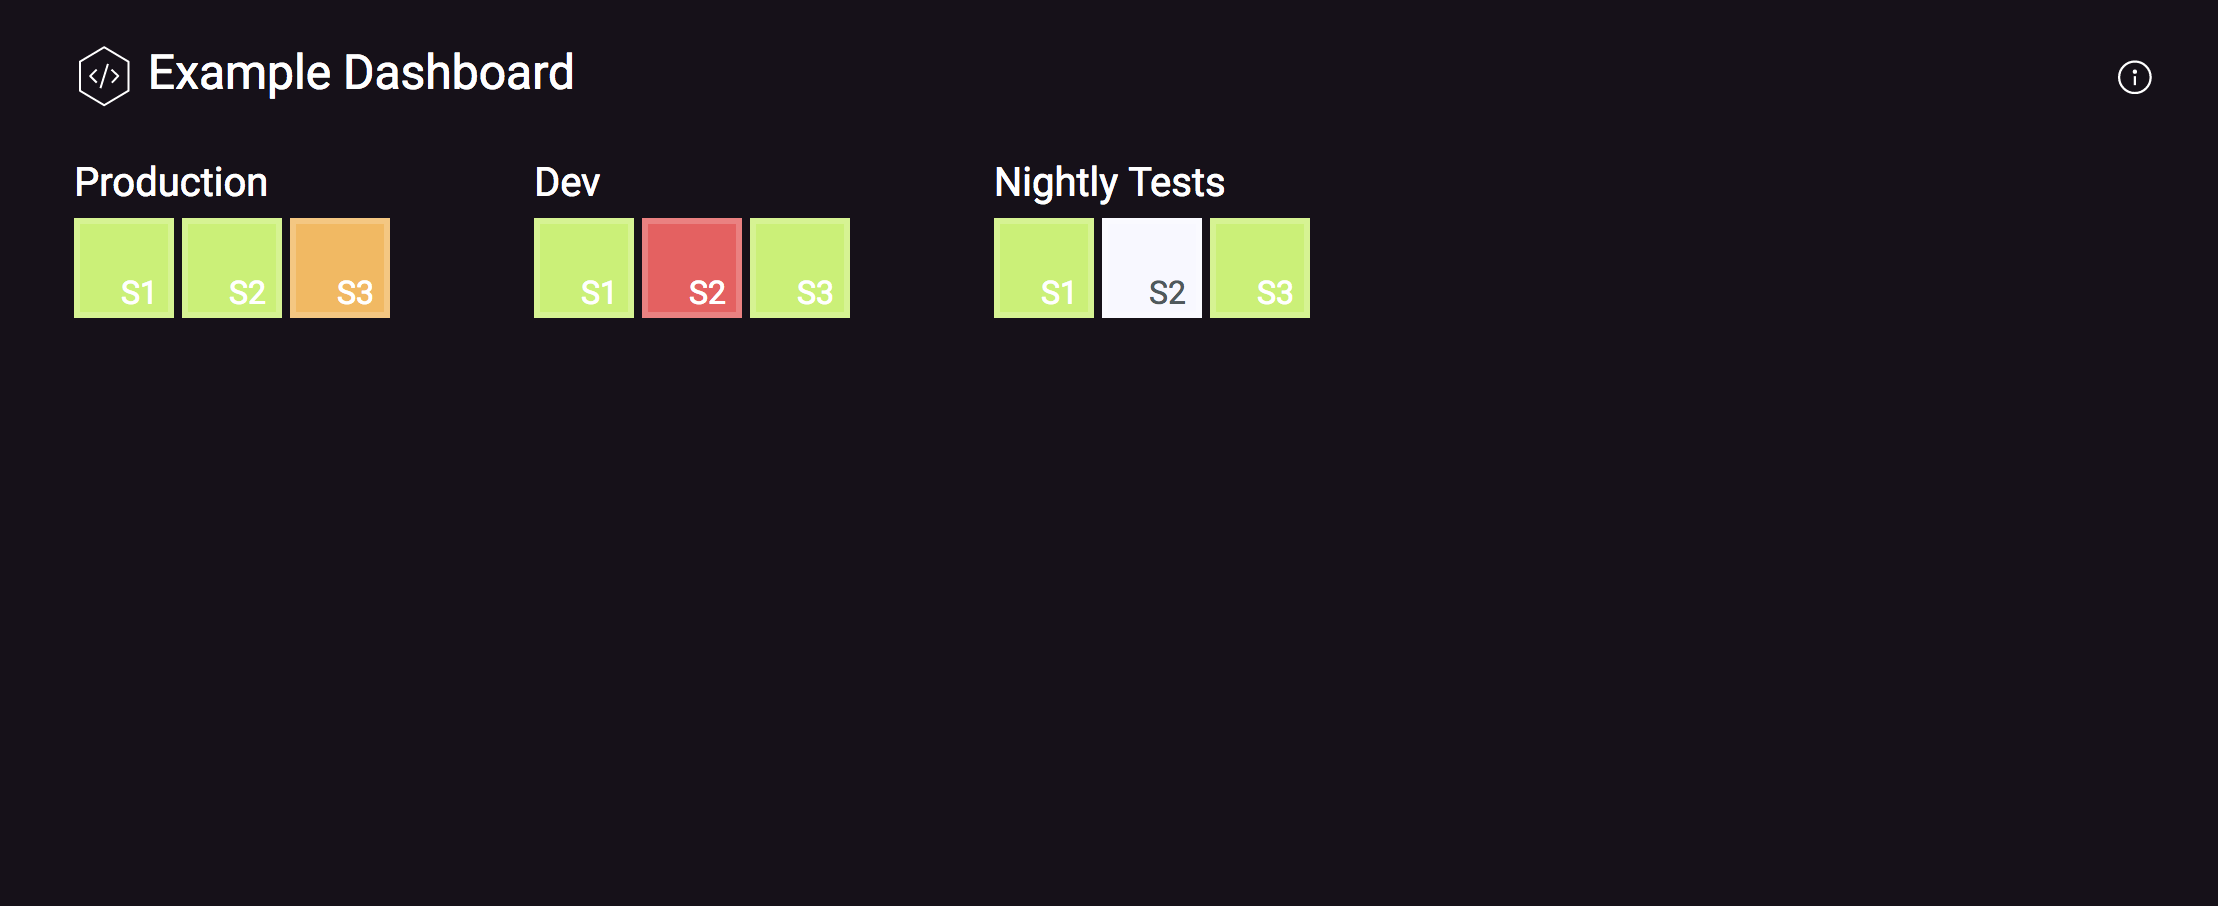 Example Dashboard
Production
S1 S2 S3
Dev
S1 S2 S3
Nightly Tests
S1 S2 S3